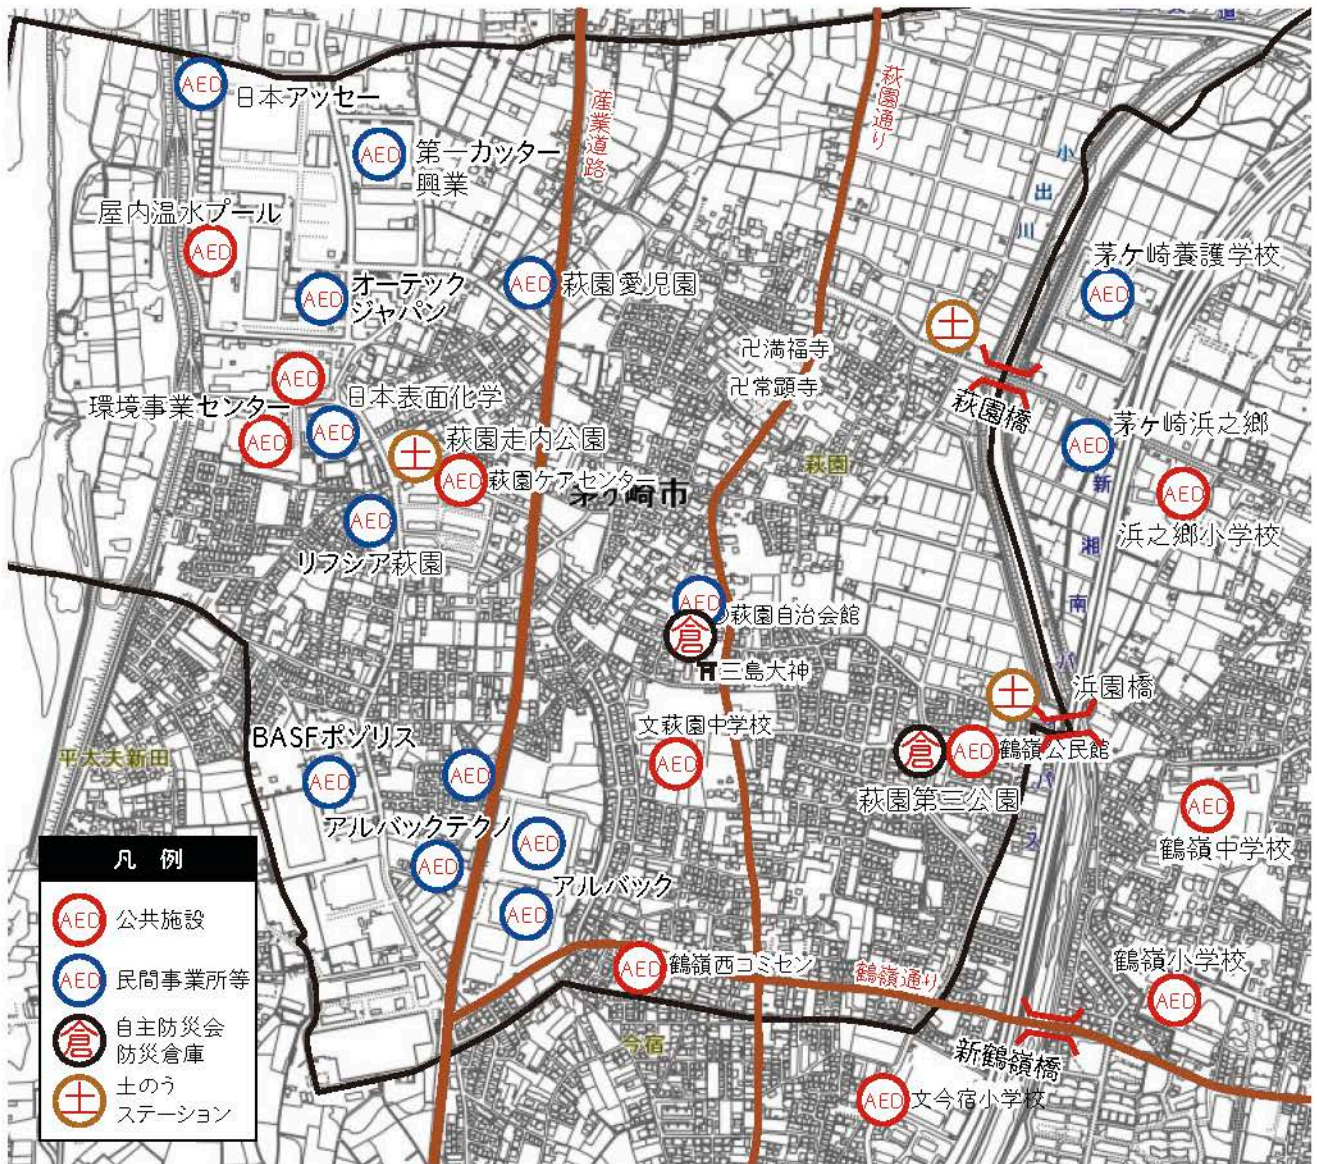 AED
日本アッセー
AED
第一カッター
興業
産業道路
萩園通り
小出川
屋内温水プール
AED
AED
オーテック
ジャパン
AED
萩園愛児園
茅ケ崎養護学校
AED
土
卍満福寺
卍常顕寺
萩園橋
AED
環境事業センター
AED
日本表面化学
AED
土
萩園走内公園
AED
萩園ケアセンター
茅ヶ崎市
萩園
茅ケ崎浜之郷
AED
AED
浜之郷小学校
新湘南バイパス
AED
リフシア萩園
AED
萩園自治会館
倉
三島大神
土
浜園橋
文萩園中学校
AED
倉
AED
鶴嶺公民館
萩園第三公園
平太夫新田
BASFポゾリス
AED
AED
アルバックテクノ
AED
AED
アルバック
AED
AED
鶴嶺中学校
AED
鶴嶺西コミセン
鶴嶺通り
鶴嶺小学校
AED
今宿
新鶴嶺橋
AED
文今宿小学校
凡 例
AED 公共施設
AED 民間事業所等
倉 自主防災会
防災倉庫
土 土のう
ステーション